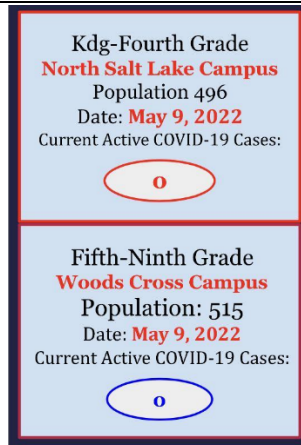 Kdg-Fourth Grade
North Salt Lake Campus
Population 496
Date: May 9, 2022
Current Active COVID-19 Cases:
0
Fifth-Ninth Grade
Woods Cross Campus
Population: 515
Date: May 9, 2022
Current Active COVID-19 Cases:
0